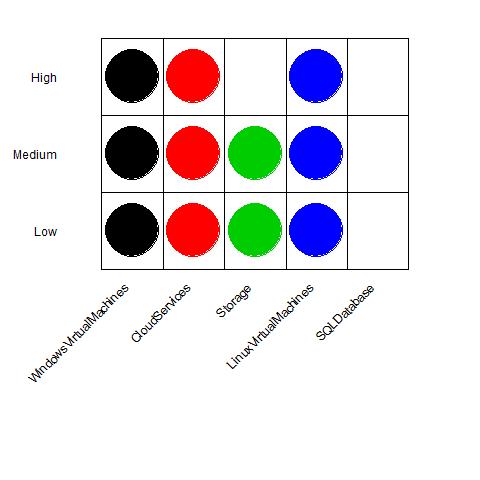 High
Medium
Low
WindowsVirtualMachines
CloudServices
Storage
LinuxVirtualMachines
SQLDatabase